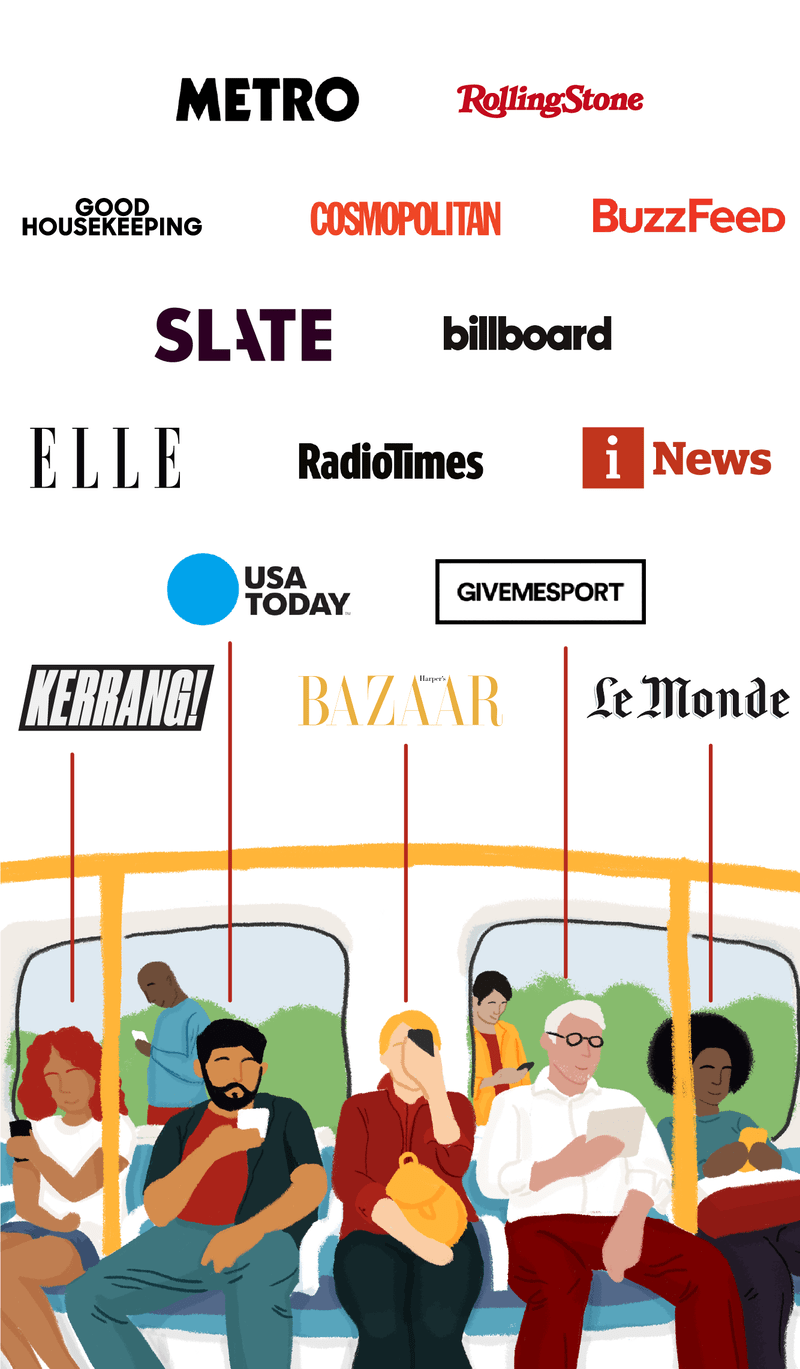 METRO
RollingStone
GOOD
HOUSEKEEPING
COSMOPOLITAN
BuzzFeeD
SLATE
billboard
ELLE
RadioTimes
i News
USA
TODAY
GIVEMESPORT
KERRANG!
Harper's
BAZAAR
Le Monde